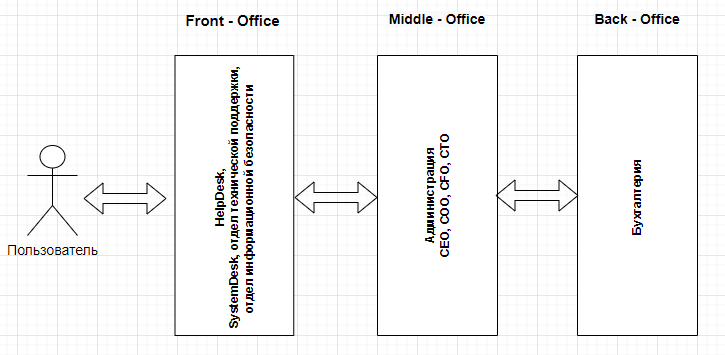 Front - Office
Middle - Office
Back - Office
Пользователь
HelpDesk,
SystemDesk, отдел технической поддержки,
отдел информационной безопасности
Администрация
CEO, COO, CFO, CTO
Бухгалтерия